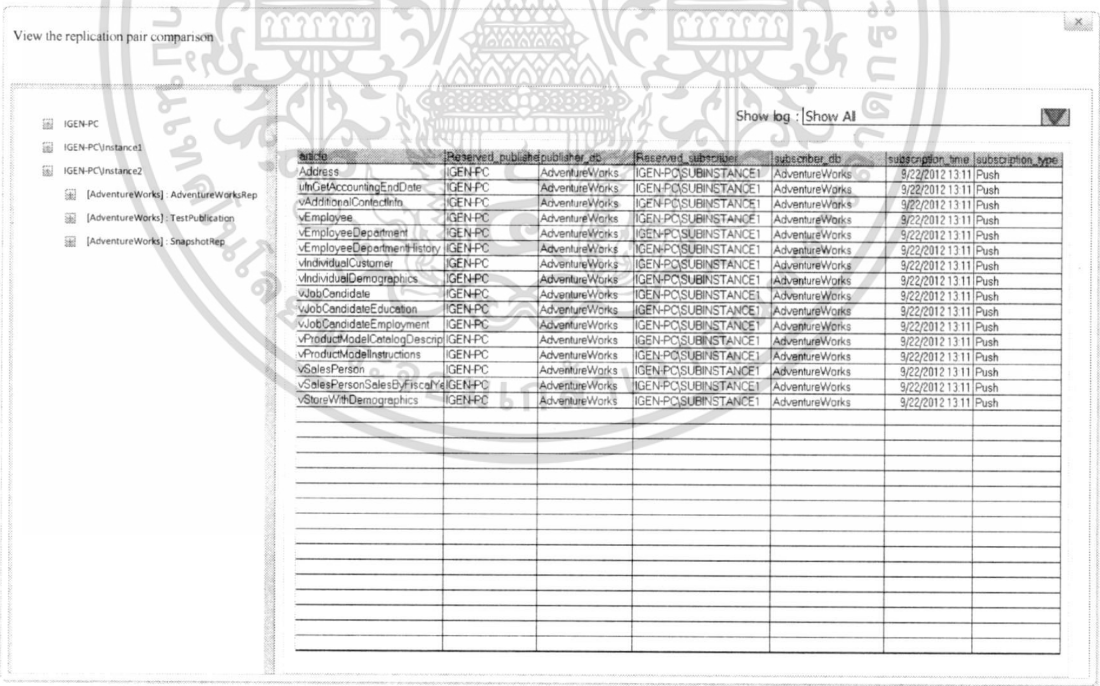 View the replication pair comparison
IGEN-PC
IGEN-PC\Instance1
IGEN-PC\Instance2
[AdventureWorks] : AdventureWorksRep
[AdventureWorks] : TestPublication
[AdventureWorks] : SnapshotRep
Show log : Show All
article Reserved_publishe publisher_db Reserved_subscriber subscriber_db subscription_time subscription_type
Address IGEN-PC AdventureWorks IGEN-PC\SUBINSTANCE1 AdventureWorks 9/22/2012 13:11 Push
ufnGetAccountingEndDate IGEN-PC AdventureWorks IGEN-PC\SUBINSTANCE1 AdventureWorks 9/22/2012 13:11 Push
vAdditionalContactInfo IGEN-PC AdventureWorks IGEN-PC\SUBINSTANCE1 AdventureWorks 9/22/2012 13:11 Push
vEmployee IGEN-PC AdventureWorks IGEN-PC\SUBINSTANCE1 AdventureWorks 9/22/2012 13:11 Push
vEmployeeDepartment IGEN-PC AdventureWorks IGEN-PC\SUBINSTANCE1 AdventureWorks 9/22/2012 13:11 Push
vEmployeeDepartmentHistory IGEN-PC AdventureWorks IGEN-PC\SUBINSTANCE1 AdventureWorks 9/22/2012 13:11 Push
vIndividualCustomer IGEN-PC AdventureWorks IGEN-PC\SUBINSTANCE1 AdventureWorks 9/22/2012 13:11 Push
vIndividualDemographics IGEN-PC AdventureWorks IGEN-PC\SUBINSTANCE1 AdventureWorks 9/22/2012 13:11 Push
vJobCandidate IGEN-PC AdventureWorks IGEN-PC\SUBINSTANCE1 AdventureWorks 9/22/2012 13:11 Push
vJobCandidateEducation IGEN-PC AdventureWorks IGEN-PC\SUBINSTANCE1 AdventureWorks 9/22/2012 13:11 Push
vJobCandidateEmployment IGEN-PC AdventureWorks IGEN-PC\SUBINSTANCE1 AdventureWorks 9/22/2012 13:11 Push
vProductModelCatalogDescrip IGEN-PC AdventureWorks IGEN-PC\SUBINSTANCE1 AdventureWorks 9/22/2012 13:11 Push
vProductModelInstructions IGEN-PC AdventureWorks IGEN-PC\SUBINSTANCE1 AdventureWorks 9/22/2012 13:11 Push
vSalesPerson IGEN-PC AdventureWorks IGEN-PC\SUBINSTANCE1 AdventureWorks 9/22/2012 13:11 Push
vSalesPersonSalesByFiscalYe IGEN-PC AdventureWorks IGEN-PC\SUBINSTANCE1 AdventureWorks 9/22/2012 13:11 Push
vStoreWithDemographics IGEN-PC AdventureWorks IGEN-PC\SUBINSTANCE1 AdventureWorks 9/22/2012 13:11 Push